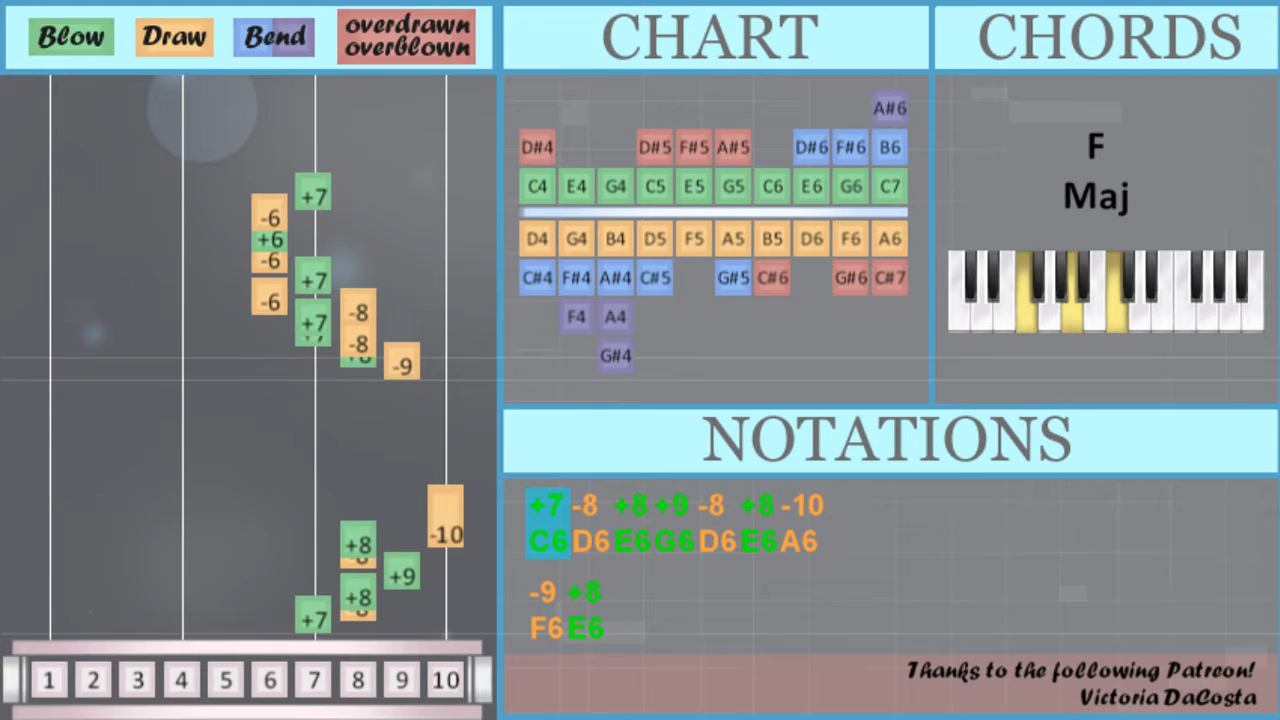 Blow Draw Bend overdrawn
overblown
CHART
CHORDS
+7
-6
+6
-6
+7
-6
-8
+7
-8
-9
-10
+8
+9
+8
+7
1 2 3 4 5 6 7 8 9 10
A#6
D#4 D#5 F#5 A#5 D#6 F#6 B6
C4 E4 G4 C5 E5 G5 C6 E6 G6 C7
D4 G4 B4 D5 F5 A5 B5 D6 F6 A6
C#4 F#4 A#4 C#5 G#5 C#6 G#6 C#7
F4 A4
G#4
F
Maj
NOTATIONS
+7 -8 +8 +9 -8 +8 -10
C6 D6 E6 G6 D6 E6 A6
-9 +8
F6 E6
Thanks to the following Patreon!
Victoria DaCosta